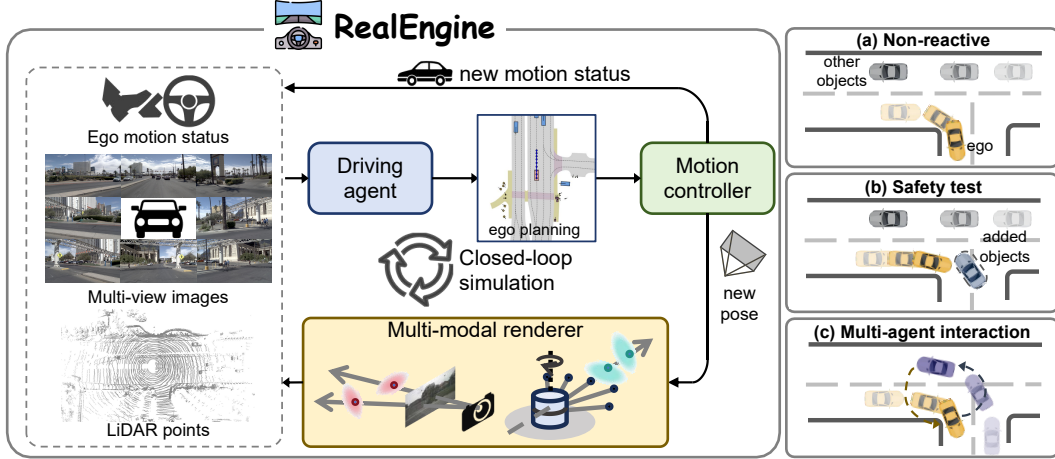 RealEngine
new motion status
Ego motion status
Multi-view images
LiDAR points
Driving
agent
ego planning
Motion
controller
Closed-loop
simulation
new
pose
Multi-modal renderer
(a) Non-reactive
other
objects
ego
(b) Safety test
added
objects
(c) Multi-agent interaction